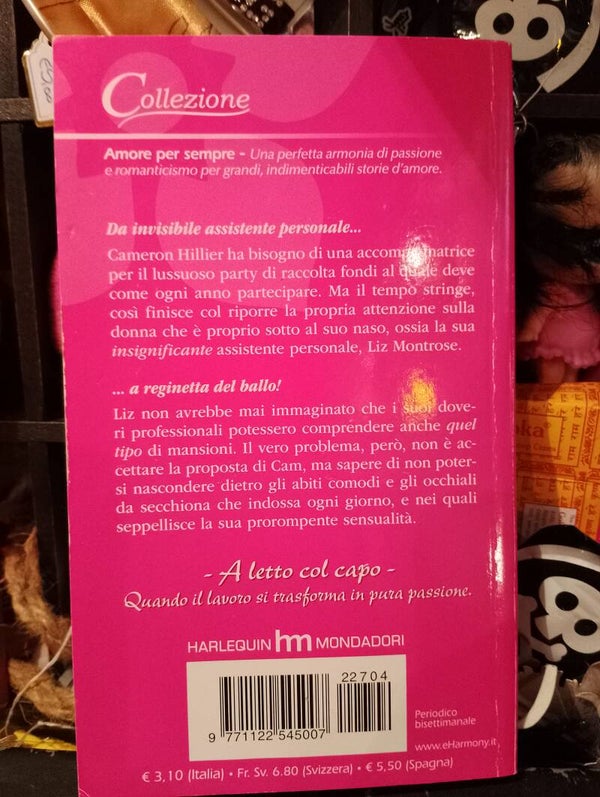 €5,00
Collezione
Amore per sempre - Una perfetta armonia di passione
e romanticismo per grandi, indimenticabili storie d'amore.
Da invisibile assistente personale...
Cameron Hillier ha bisogno di una accompagnatrice
per il lussuoso party di raccolta fondi al quale deve
come ogni anno partecipare. Ma il tempo stringe,
così finisce col riporre la propria attenzione sulla
donna che è proprio sotto al suo naso, ossia la sua
insignificante assistente personale, Liz Montrose.
... a reginetta del ballo!
Liz non avrebbe mai immaginato che i suoi dove-
ri professionali potessero comprendere anche quel
tipo di mansioni. Il vero problema, però, non è ac-
cettare la proposta di Cam, ma sapere di non poter-
si nascondere dietro gli abiti comodi e gli occhiali
da secchiona che indossa ogni giorno, e nei quali
seppellisce la sua prorompente sensualità.
- A letto col capo -
Quando il lavoro si trasforma in pura passione.
HARLEQUIN hm MONDADORI
22704
9 771122 545007
Periodico
bisettimanale
www.eHarmony.it
€ 3,10 (Italia) • Fr. Sv. 6.80 (Svizzera) • € 5,50 (Spagna)